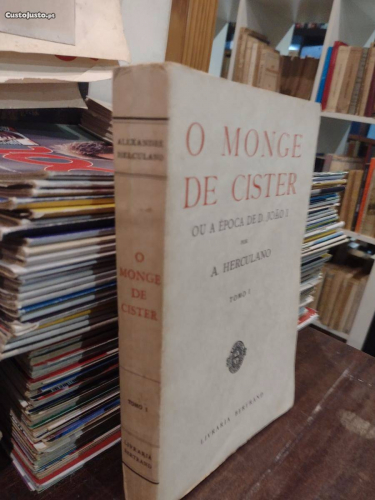 CustoJusto.pt
ALEXANDRE
HERCULANO
O
MONGE
DE
CISTER
TOMO I
LIVRARIA
BERTRAND
O MONGE
DE CISTER
OU A ÉPOCA DE D. JOÃO I
POR
A. HERCULANO
TOMO I
LIVRARIA BERTRAND